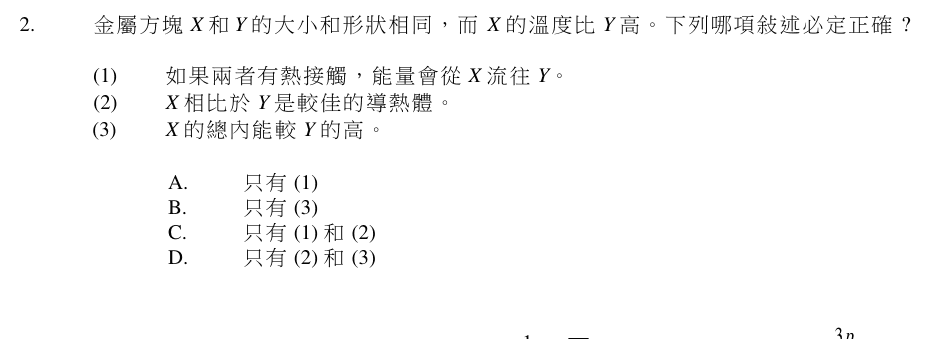 2. 金屬方塊 X 和 Y 的大小和形狀相同，而 X 的溫度比 Y 高。下列哪項敍述必定正確？
(1) 如果兩者有熱接觸，能量會從 X 流往 Y。
(2) X 相比於 Y 是較佳的導熱體。
(3) X 的總內能較 Y 的高。
A. 只有 (1)
B. 只有 (3)
C. 只有 (1) 和 (2)
D. 只有 (2) 和 (3)